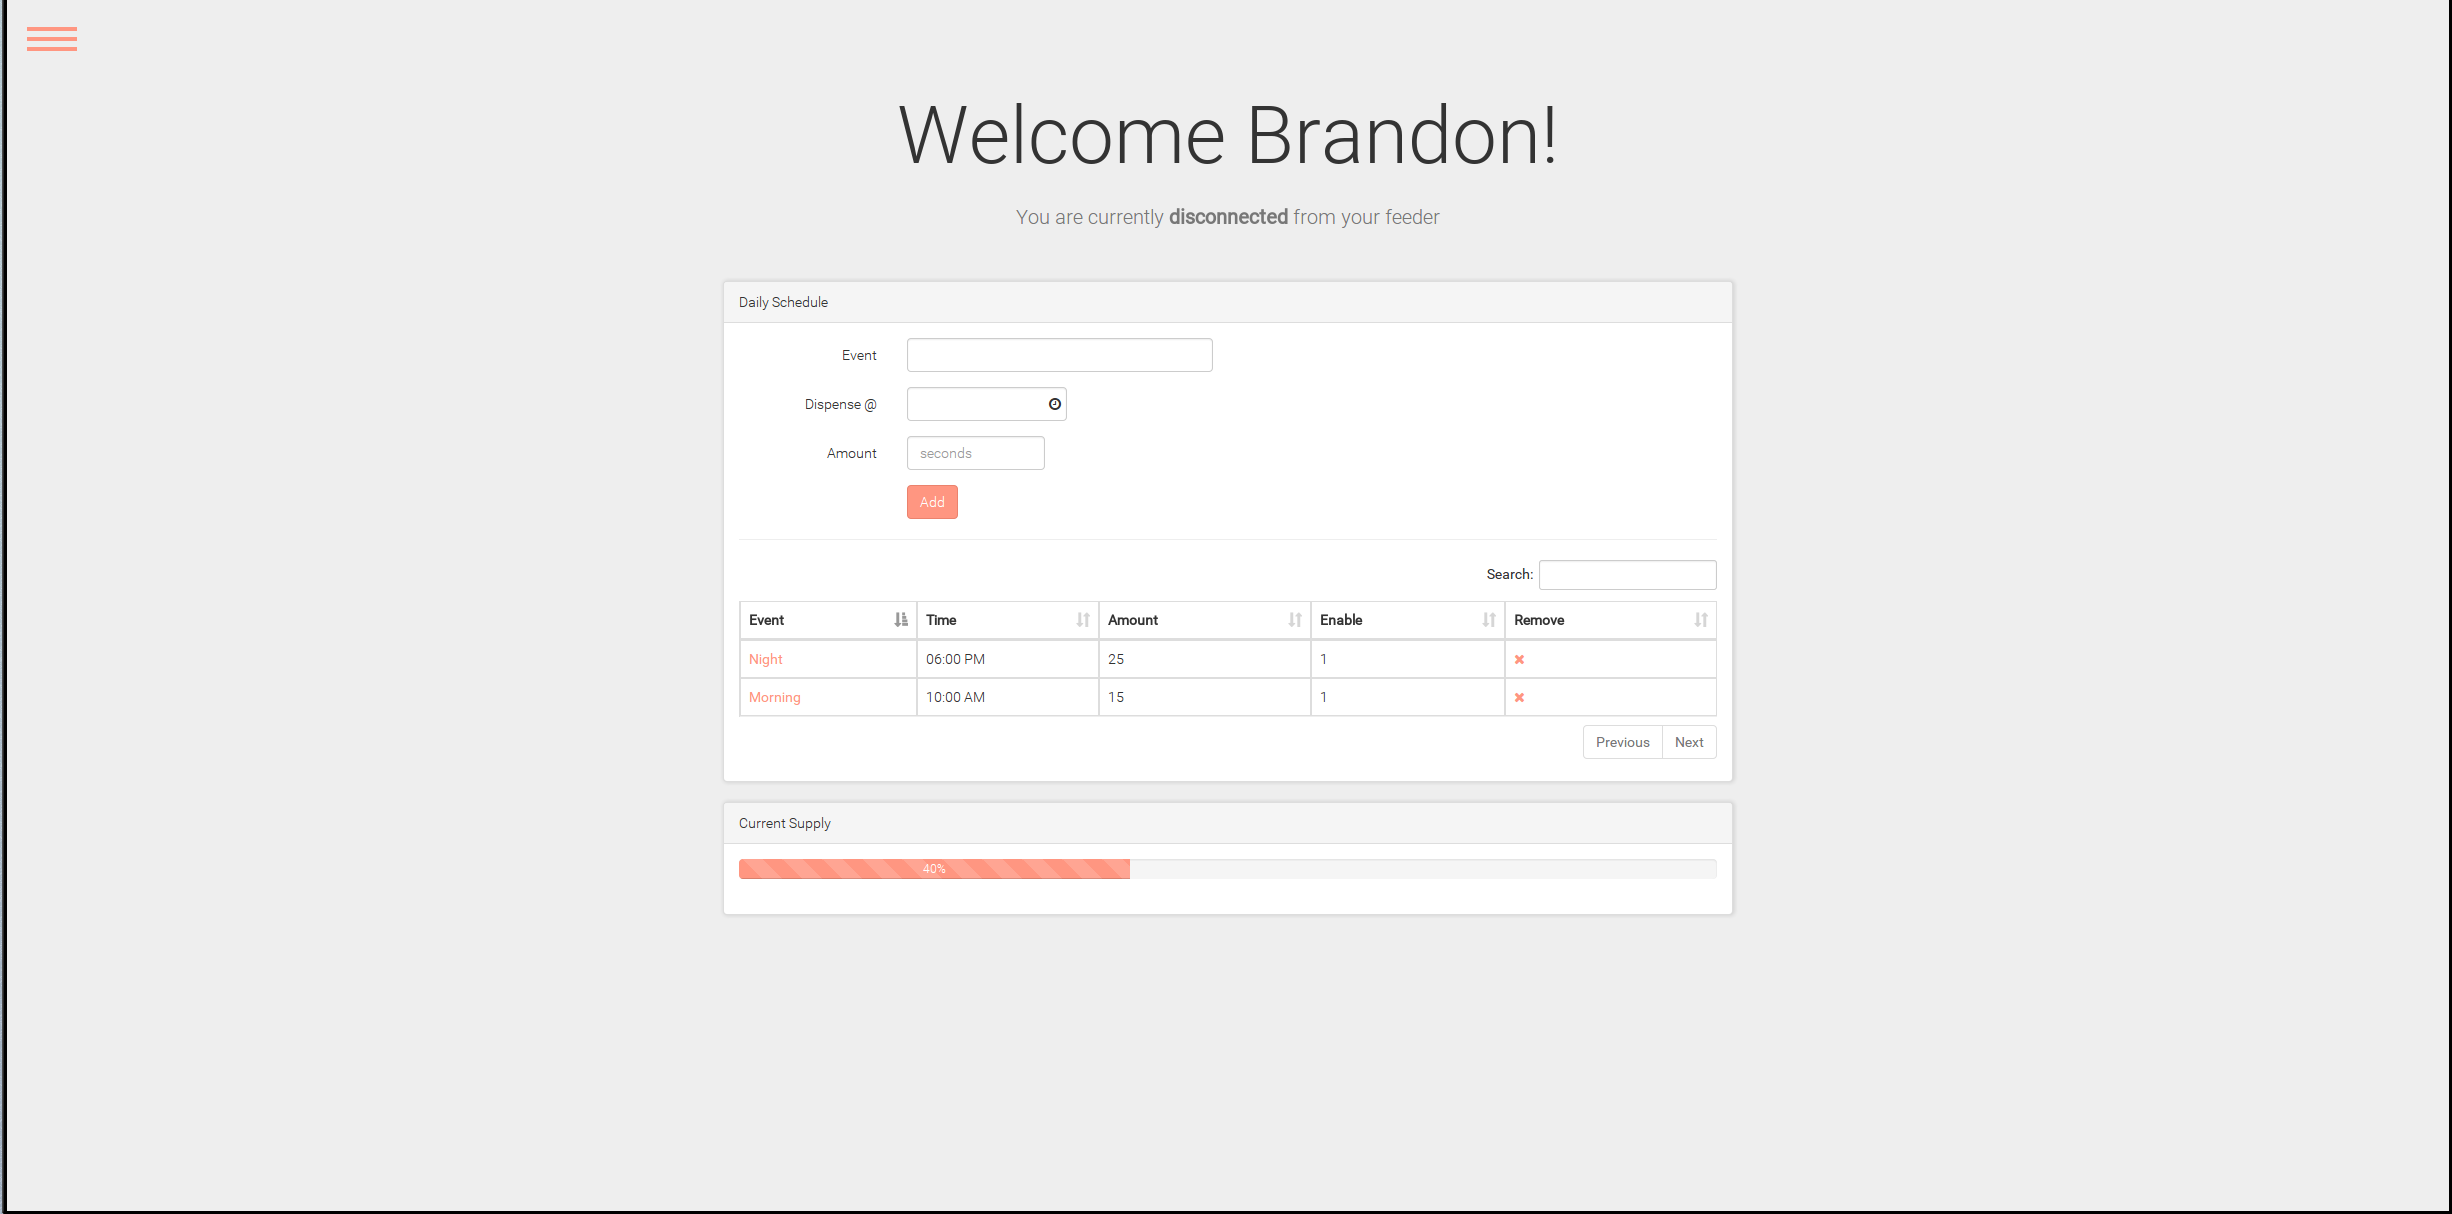 Welcome Brandon!
You are currently disconnected from your feeder
Daily Schedule
Event
Dispense @
Amount seconds
Add
Search:
Event Time Amount Enable Remove
Night 06:00 PM 25 1
Morning 10:00 AM 15 1
Previous Next
Current Supply
40%